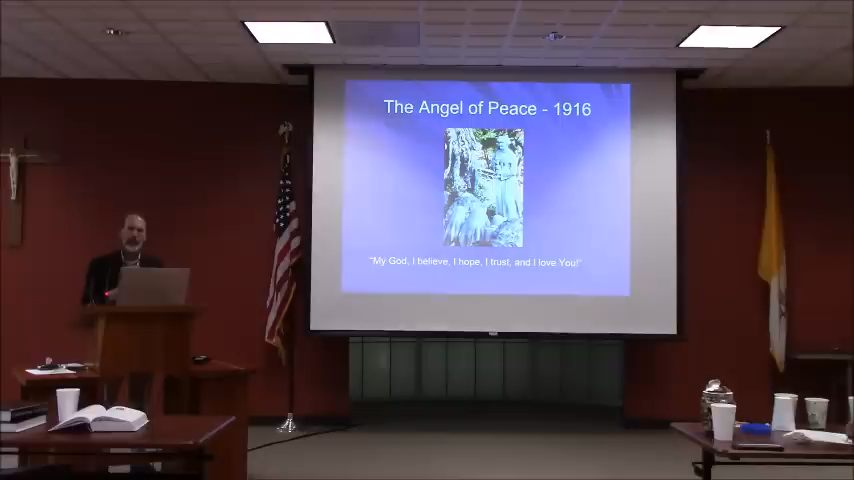 The Angel of Peace - 1916
"My God, I believe, I hope, I trust, and I love You!"